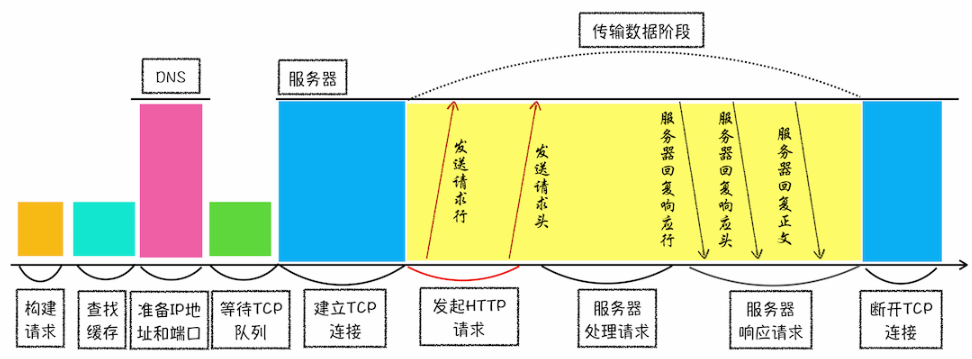 传输数据阶段
DNS
服务器
发送请求行
发送请求头
服务器回复响应行
服务器回复响应头
服务器回复正文
构建
请求
查找
缓存
准备IP地
址和端口
等待TCP
队列
建立TCP
连接
发起HTTP
请求
服务器
处理请求
服务器
响应请求
断开TCP
连接